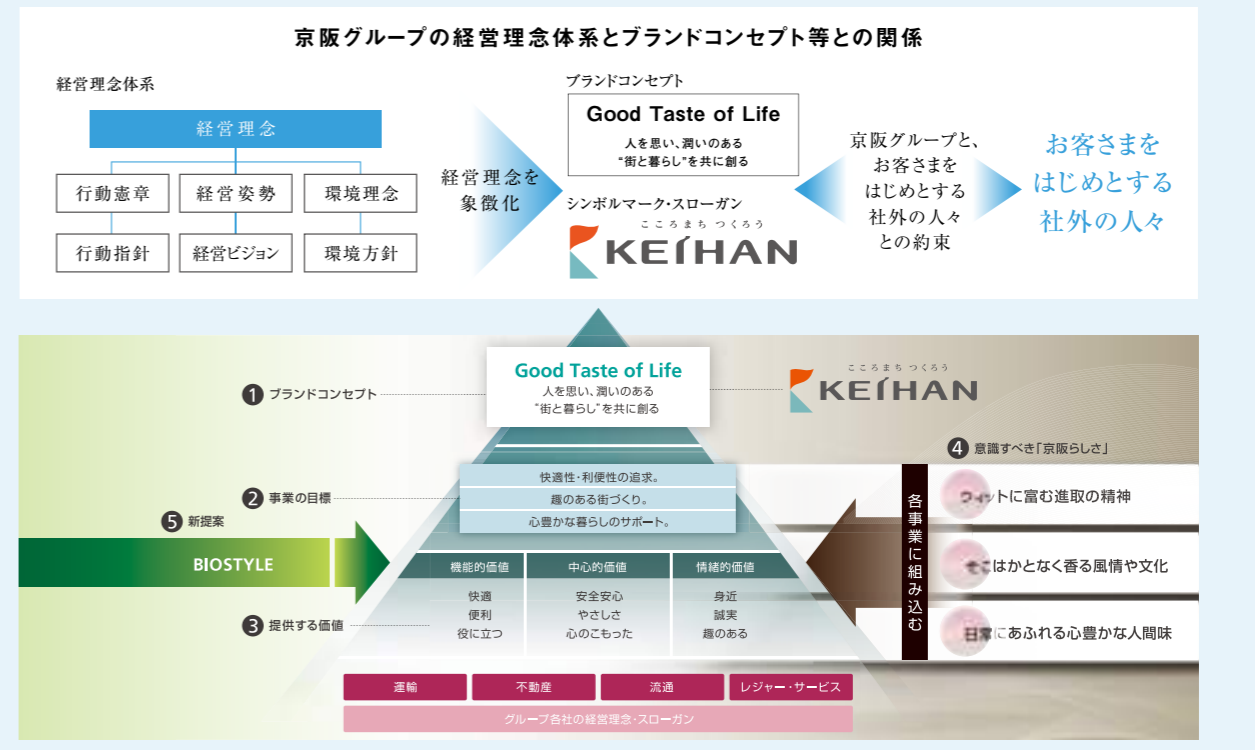 京阪グループの経営理念体系とブランドコンセプト等との関係
経営理念体系
経営理念
行動憲章
経営姿勢
環境理念
行動指針
経営ビジョン
環境方針
経営理念を
象徴化
ブランドコンセプト
Good Taste of Life
人を思い、潤いのある
“街と暮らし”を共に創る
シンボルマーク・スローガン
こころまち つくろう
KEIHAN
京阪グループと、
お客さまを
はじめとする
社外の人々
との約束
お客さまを
はじめとする
社外の人々
❶ ブランドコンセプト
Good Taste of Life
人を思い、潤いのある
“街と暮らし”を共に創る
こころまち つくろう
KEIHAN
❷ 事業の目標
快適性・利便性の追求。
趣のある街づくり。
心豊かな暮らしのサポート。
❺ 新提案
BIOSTYLE
❸ 提供する価値
機能的価値
快適
便利
役に立つ
中心的価値
安全安心
やさしさ
心のこもった
情緒的価値
身近
誠実
趣のある
❹ 意識すべき「京阪らしさ」
各事業に組み込む
ウィットに富む進取の精神
そこはかとなく香る風情や文化
日常にあふれる心豊かな人間味
運輸
不動産
流通
レジャー・サービス
グループ各社の経営理念・スローガン